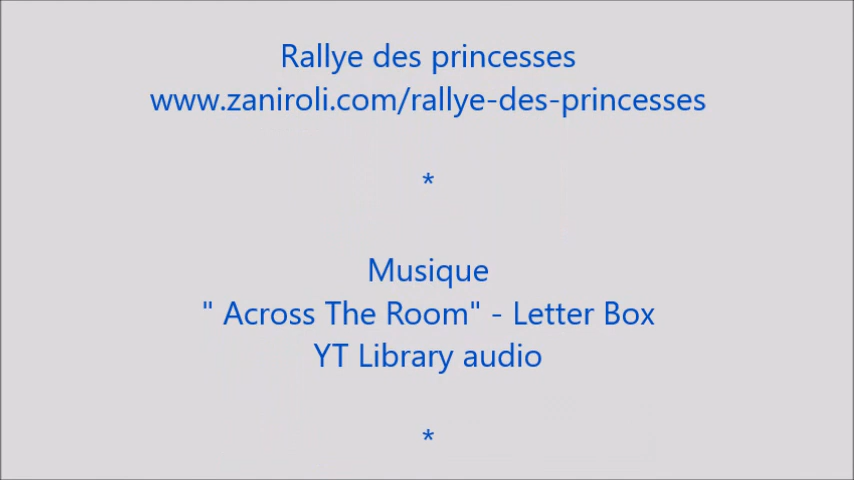 Rallye des princesses
www.zaniroli.com/rallye-des-princesses
*
Musique
" Across The Room" - Letter Box
YT Library audio
*